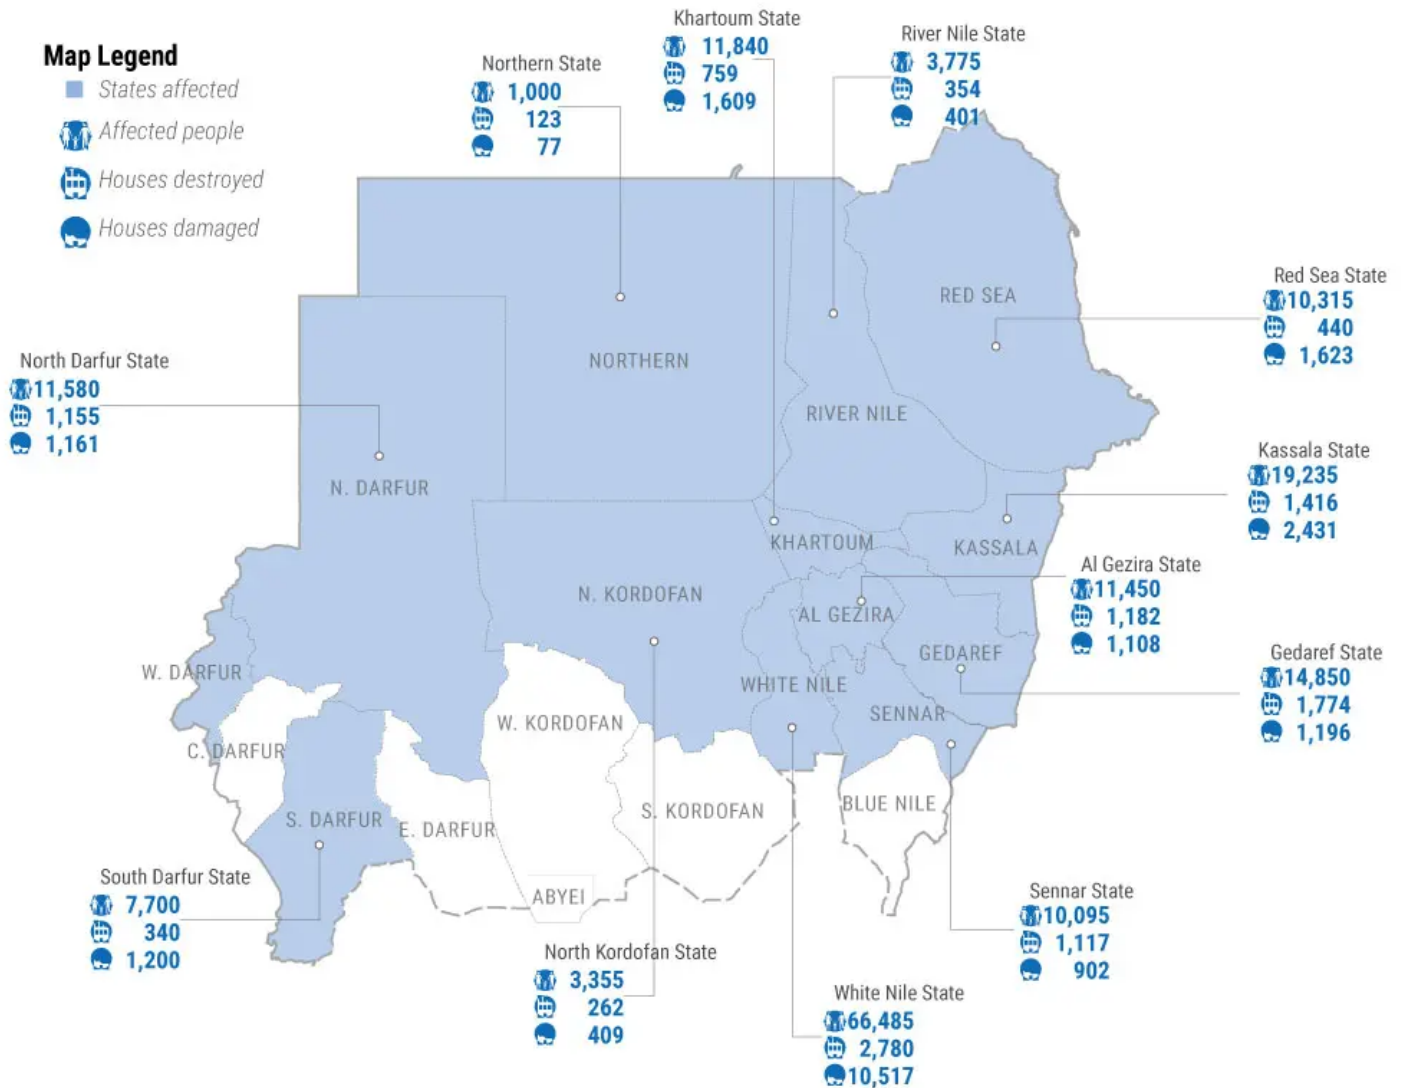 Map Legend
States affected
Affected people
Houses destroyed
Houses damaged
Northern State
1,000
123
77
Khartoum State
11,840
759
1,609
River Nile State
3,775
354
401
Red Sea State
10,315
440
1,623
North Darfur State
11,580
1,155
1,161
Kassala State
19,235
1,416
2,431
Al Gezira State
11,450
1,182
1,108
Gedaref State
14,850
1,774
1,196
South Darfur State
7,700
340
1,200
North Kordofan State
3,355
262
409
White Nile State
66,485
2,780
10,517
Sennar State
10,095
1,117
902
RED SEA
NORTHERN
RIVER NILE
N. DARFUR
KHARTOUM
KASSALA
N. KORDOFAN
AL GEZIRA
GEDAREF
W. DARFUR
WHITE NILE
SENNAR
W. KORDOFAN
C. DARFUR
S. DARFUR
E. DARFUR
S. KORDOFAN
BLUE NILE
ABYEI